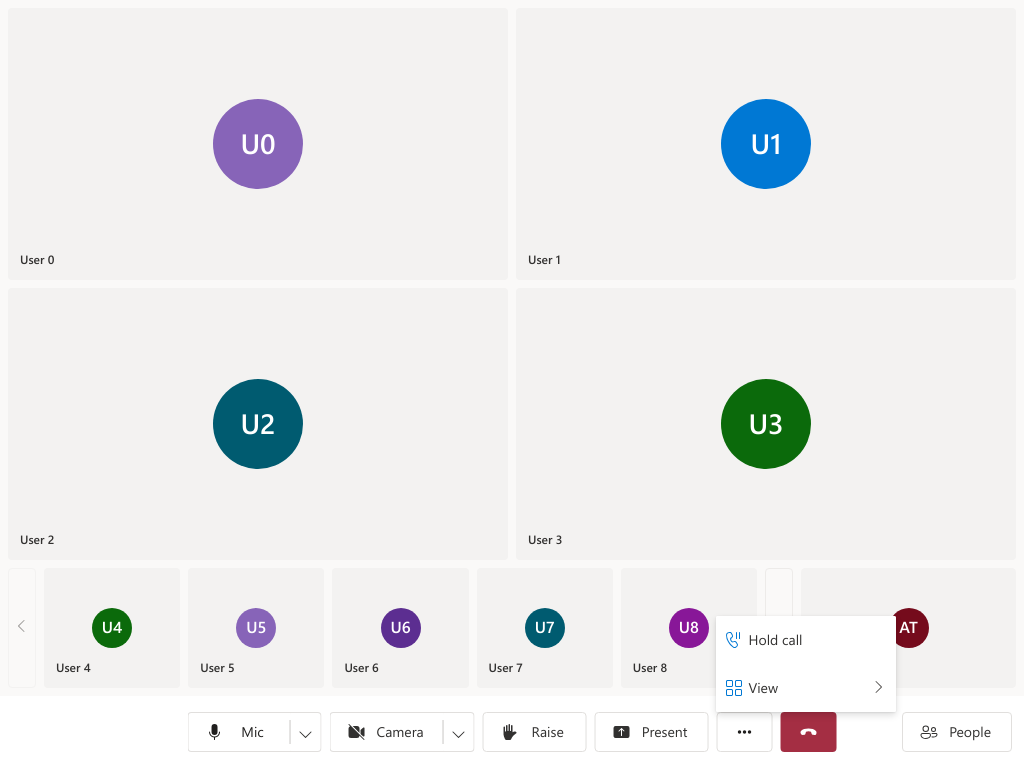 U0
User 0
U1
User 1
U2
User 2
U3
User 3
U4
User 4
U5
User 5
U6
User 6
U7
User 7
U8
User 8
AT
Hold call
View
Mic
Camera
Raise
Present
People